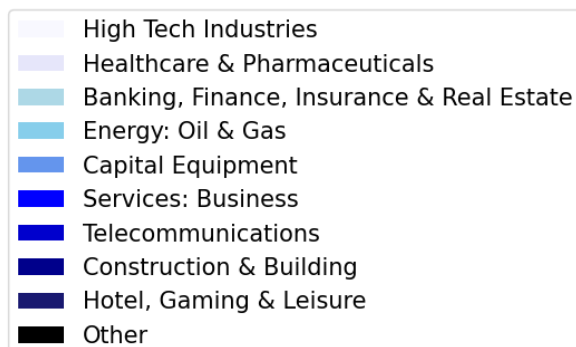 High Tech Industries
Healthcare & Pharmaceuticals
Banking, Finance, Insurance & Real Estate
Energy: Oil & Gas
Capital Equipment
Services: Business
Telecommunications
Construction & Building
Hotel, Gaming & Leisure
Other